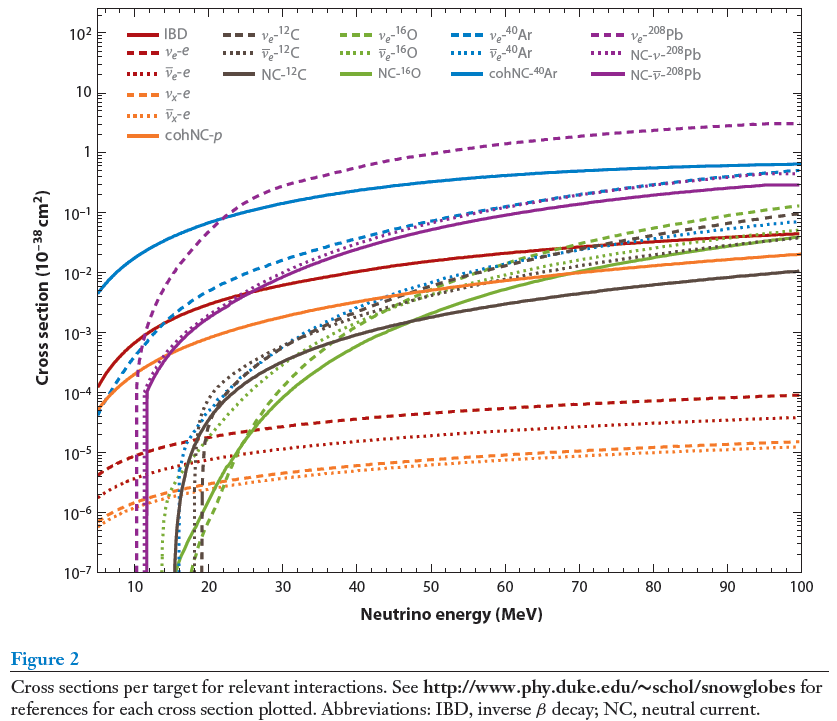 10²
10
10
1
10⁻¹
10⁻²
10⁻³
10⁻⁴
10⁻⁵
10⁻⁶
10⁻⁷
Cross section (10⁻³⁸ cm²)
IBD
νₑ-e
ν̅ₑ-e
νₓ-e
ν̅ₓ-e
cohNC-p
νₑ-¹²C
ν̅ₑ-¹²C
NC-¹²C
νₑ-¹⁶O
ν̅ₑ-¹⁶O
NC-¹⁶O
νₑ-⁴⁰Ar
ν̅ₑ-⁴⁰Ar
cohNC-⁴⁰Ar
νₑ-²⁰⁸Pb
NC-ν-²⁰⁸Pb
NC-ν̅-²⁰⁸Pb
10 20 30 40 50 60 70 80 90 100
Neutrino energy (MeV)
Figure 2
Cross sections per target for relevant interactions. See http://www.phy.duke.edu/~schol/snowglobes for
references for each cross section plotted. Abbreviations: IBD, inverse β decay; NC, neutral current.